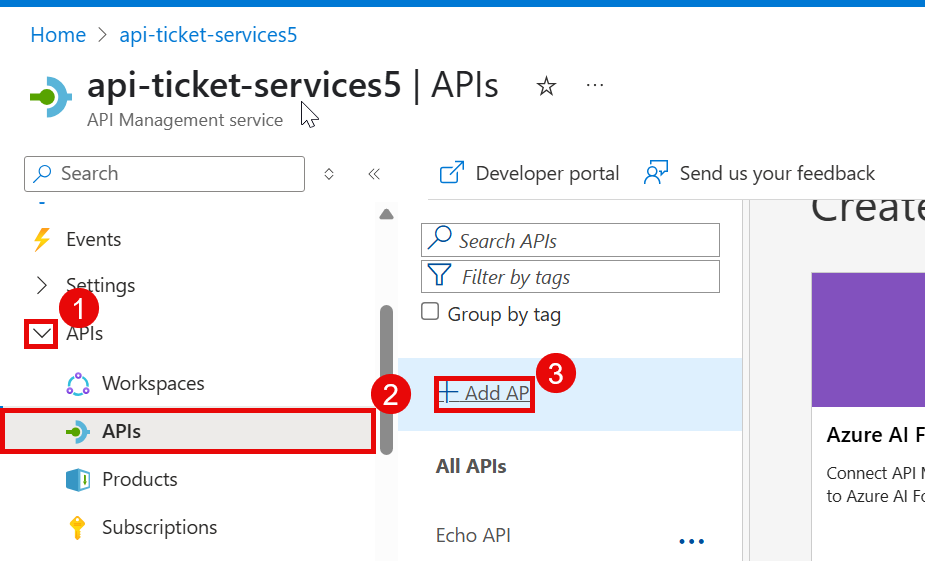 Home > api-ticket-services5
api-ticket-services5 | APIs
API Management service
Search
Developer portal
Send us your feedback
Events
Settings
1
APIs
Workspaces
2
APIs
Products
Subscriptions
Search APIs
Filter by tags
Group by tag
3
+ Add AP
All APIs
Echo API
Create
Azure AI F
Connect API M
to Azure AI Fo